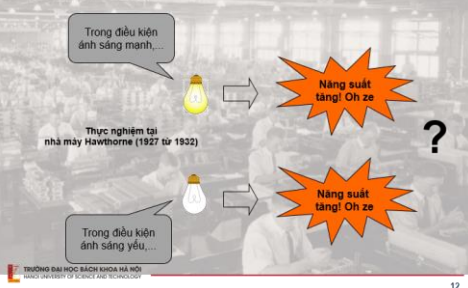 Trong điều kiện
ánh sáng mạnh,...
Năng suất
tăng! Oh ze
Thực nghiệm tại
nhà máy Hawthorne (1927 từ 1932)
?
Năng suất
tăng! Oh ze
Trong điều kiện
ánh sáng yếu,...
TRƯỜNG ĐẠI HỌC BÁCH KHOA HÀ NỘI
HANOI UNIVERSITY OF SCIENCE AND TECHNOLOGY
12